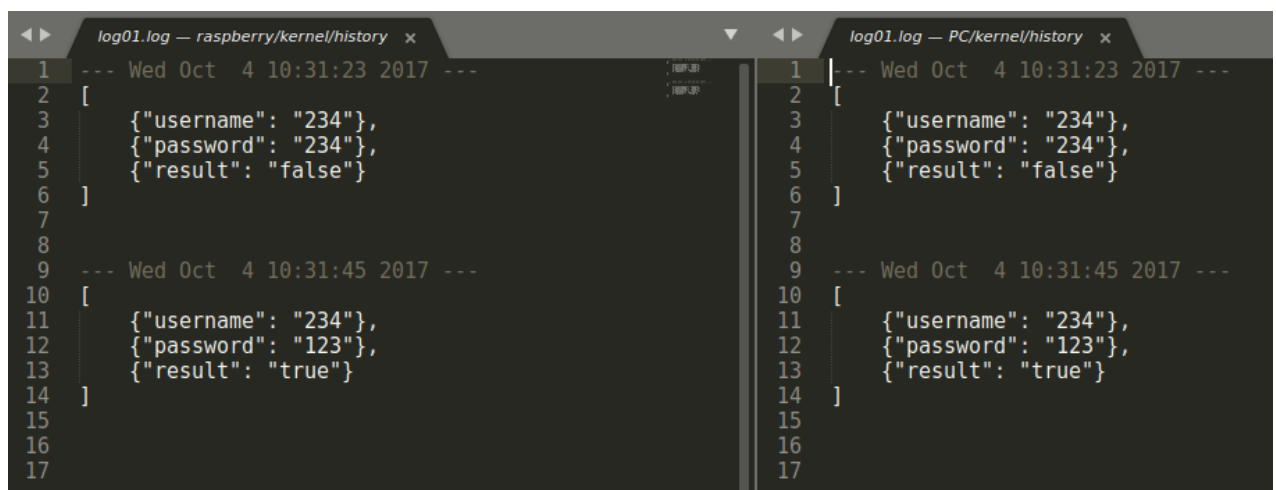 log01.log — raspberry/kernel/history ×
1 --- Wed Oct  4 10:31:23 2017 ---
2 [
3     {"username": "234"},
4     {"password": "234"},
5     {"result": "false"}
6 ]
7
8
9 --- Wed Oct  4 10:31:45 2017 ---
10 [
11     {"username": "234"},
12     {"password": "123"},
13     {"result": "true"}
14 ]
15
16
17
log01.log — PC/kernel/history ×
1 --- Wed Oct  4 10:31:23 2017 ---
2 [
3     {"username": "234"},
4     {"password": "234"},
5     {"result": "false"}
6 ]
7
8
9 --- Wed Oct  4 10:31:45 2017 ---
10 [
11     {"username": "234"},
12     {"password": "123"},
13     {"result": "true"}
14 ]
15
16
17